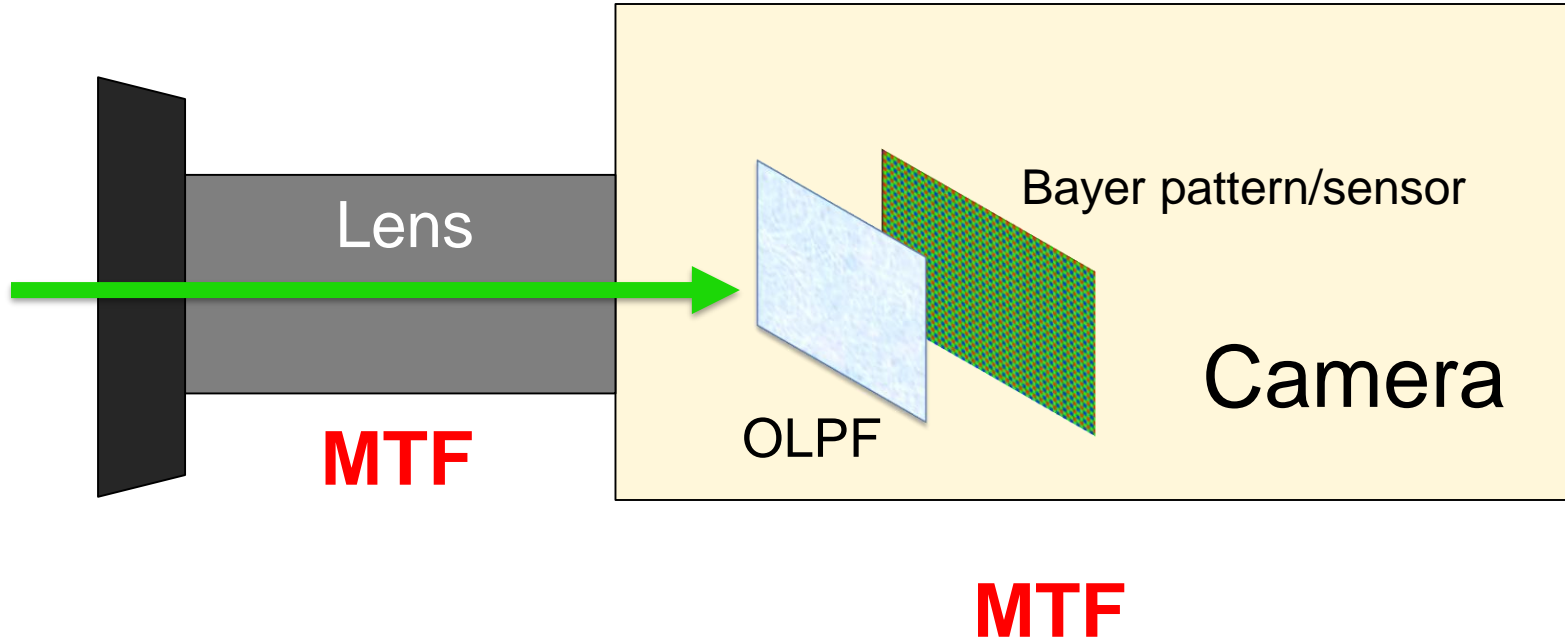 Bayer pattern/sensor
Lens
Camera
OLPF
MTF
MTF